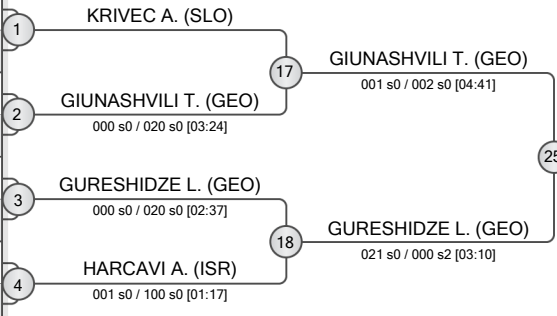 KRIVEC A. (SLO)
1
17
GIUNASHVILI T. (GEO)
001 s0 / 002 s0 [04:41]
GIUNASHVILI T. (GEO)
2
000 s0 / 020 s0 [03:24]
25
GURESHIDZE L. (GEO)
3
000 s0 / 020 s0 [02:37]
18
GURESHIDZE L. (GEO)
021 s0 / 000 s2 [03:10]
HARCAVI A. (ISR)
4
001 s0 / 100 s0 [01:17]